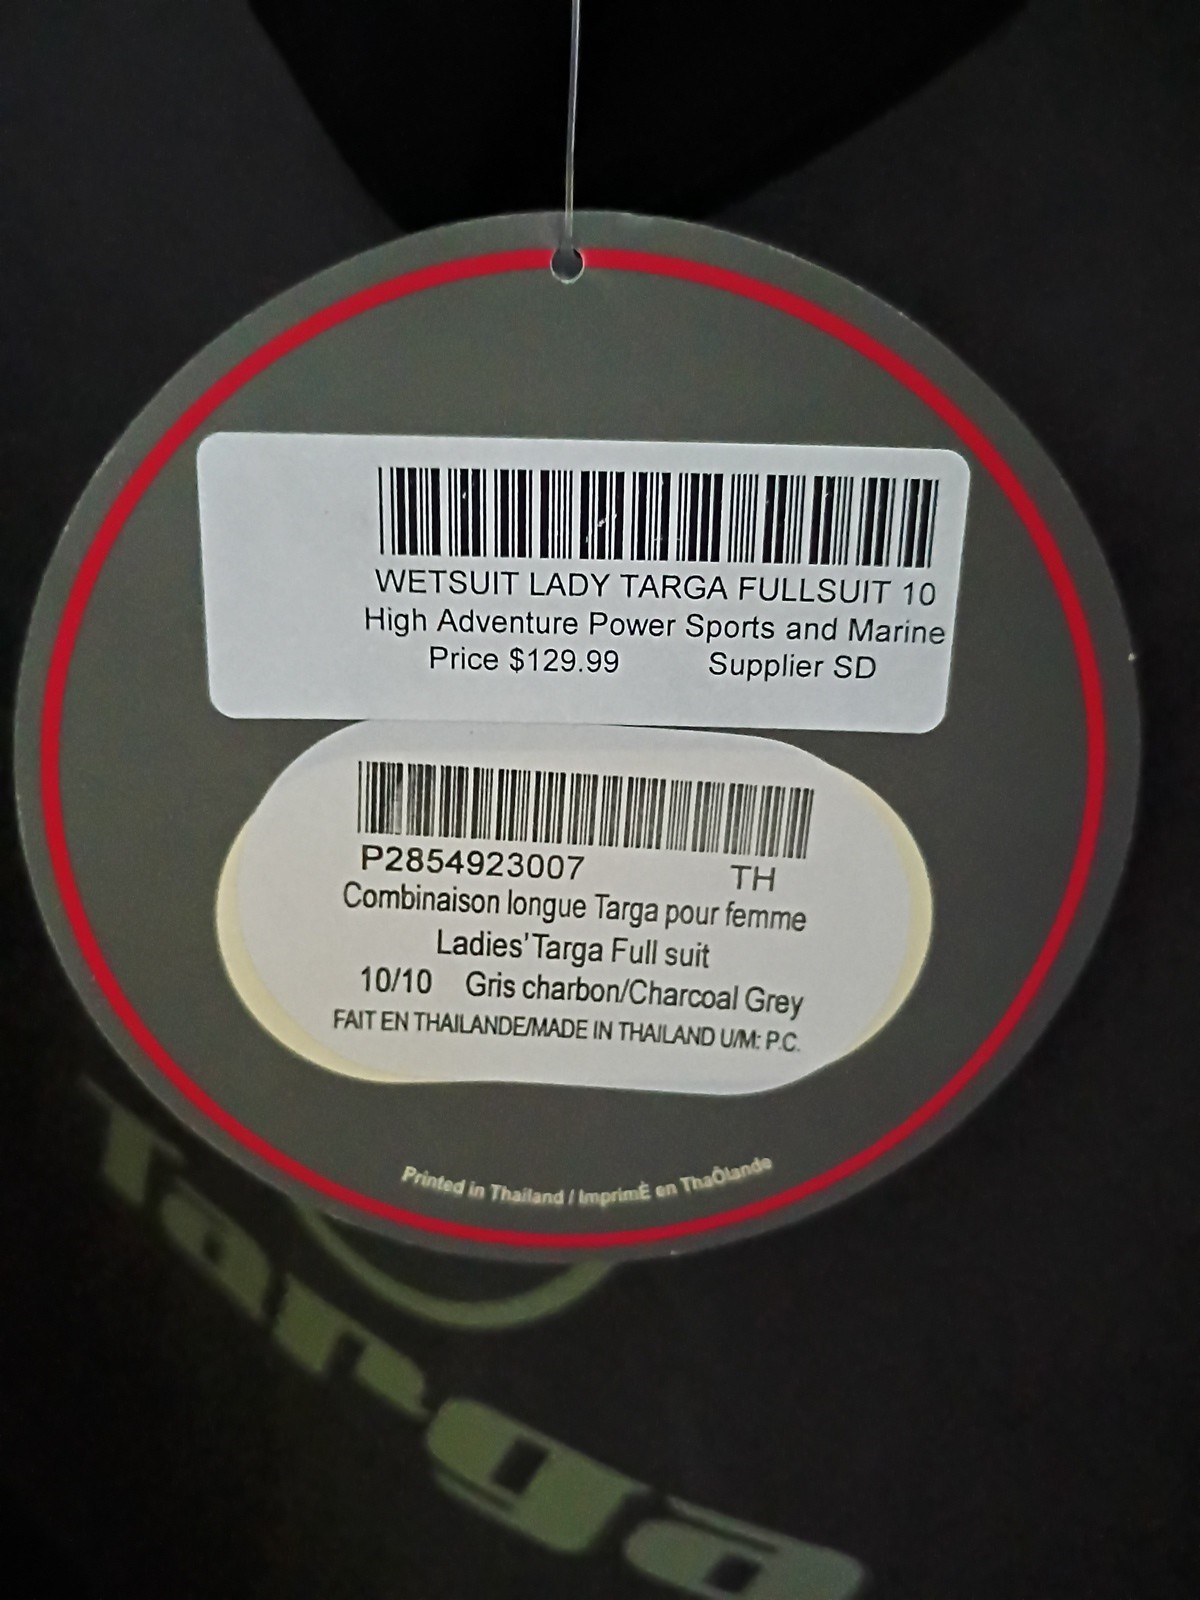 WETSUIT LADY TARGA FULLSUIT 10
High Adventure Power Sports and Marine
Price $129.99 Supplier SD
P2854923007 TH
Combinaison longue Targa pour femme
Ladies' Targa Full suit
10/10 Gris charbon/Charcoal Grey
FAIT EN THAILANDE/MADE IN THAILAND U/M: P.C.
Printed in Thailand / ImprimÈ en ThaÔlande
Targa